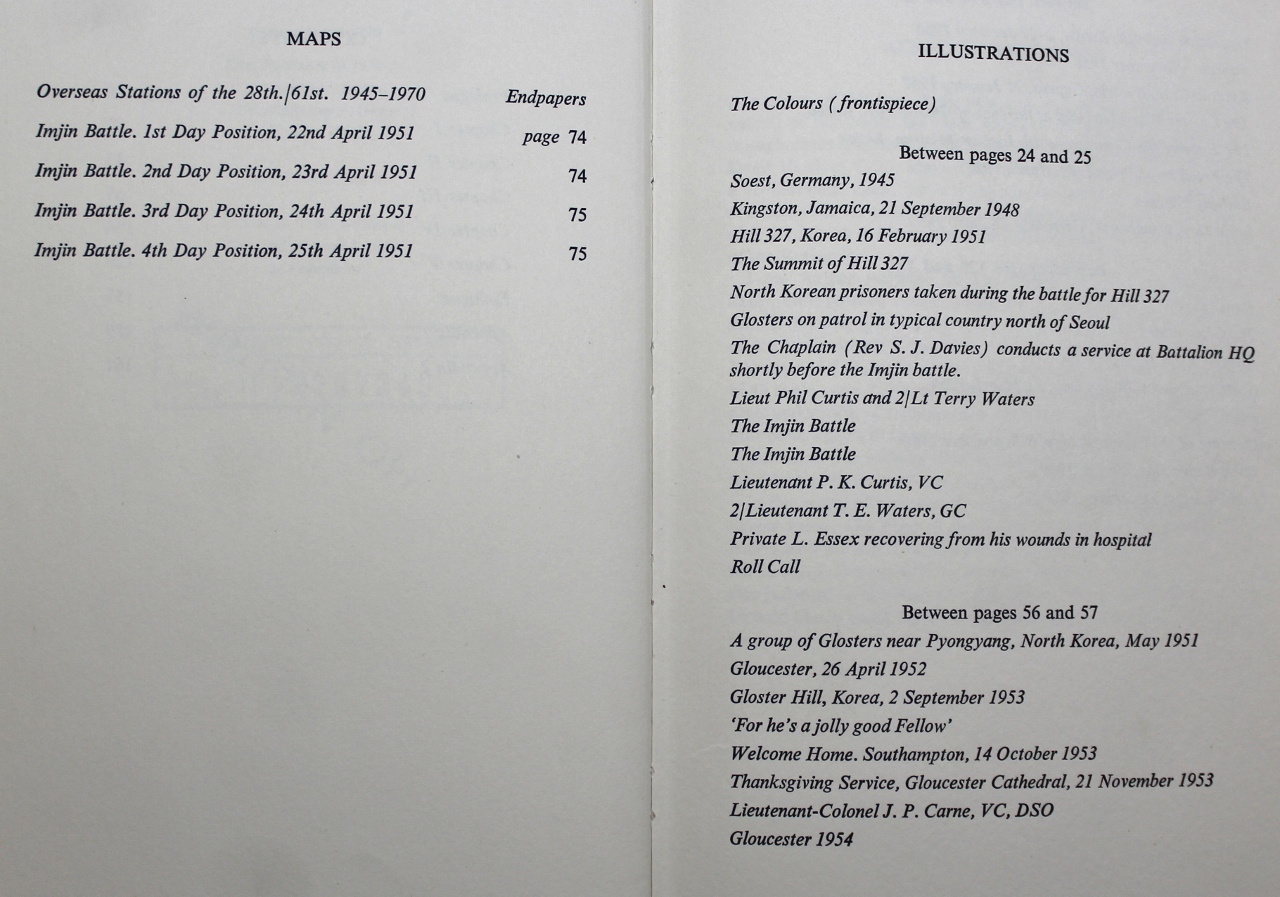 MAPS
Overseas Stations of the 28th./61st. 1945–1970 Endpapers
Imjin Battle. 1st Day Position, 22nd April 1951 page 74
Imjin Battle. 2nd Day Position, 23rd April 1951 74
Imjin Battle. 3rd Day Position, 24th April 1951 75
Imjin Battle. 4th Day Position, 25th April 1951 75
ILLUSTRATIONS
The Colours (frontispiece)
Between pages 24 and 25
Soest, Germany, 1945
Kingston, Jamaica, 21 September 1948
Hill 327, Korea, 16 February 1951
The Summit of Hill 327
North Korean prisoners taken during the battle for Hill 327
Glosters on patrol in typical country north of Seoul
The Chaplain (Rev S. J. Davies) conducts a service at Battalion HQ
shortly before the Imjin battle.
Lieut Phil Curtis and 2/Lt Terry Waters
The Imjin Battle
The Imjin Battle
Lieutenant P. K. Curtis, VC
2/Lieutenant T. E. Waters, GC
Private L. Essex recovering from his wounds in hospital
Roll Call
Between pages 56 and 57
A group of Glosters near Pyongyang, North Korea, May 1951
Gloucester, 26 April 1952
Gloster Hill, Korea, 2 September 1953
‘For he's a jolly good Fellow’
Welcome Home. Southampton, 14 October 1953
Thanksgiving Service, Gloucester Cathedral, 21 November 1953
Lieutenant-Colonel J. P. Carne, VC, DSO
Gloucester 1954